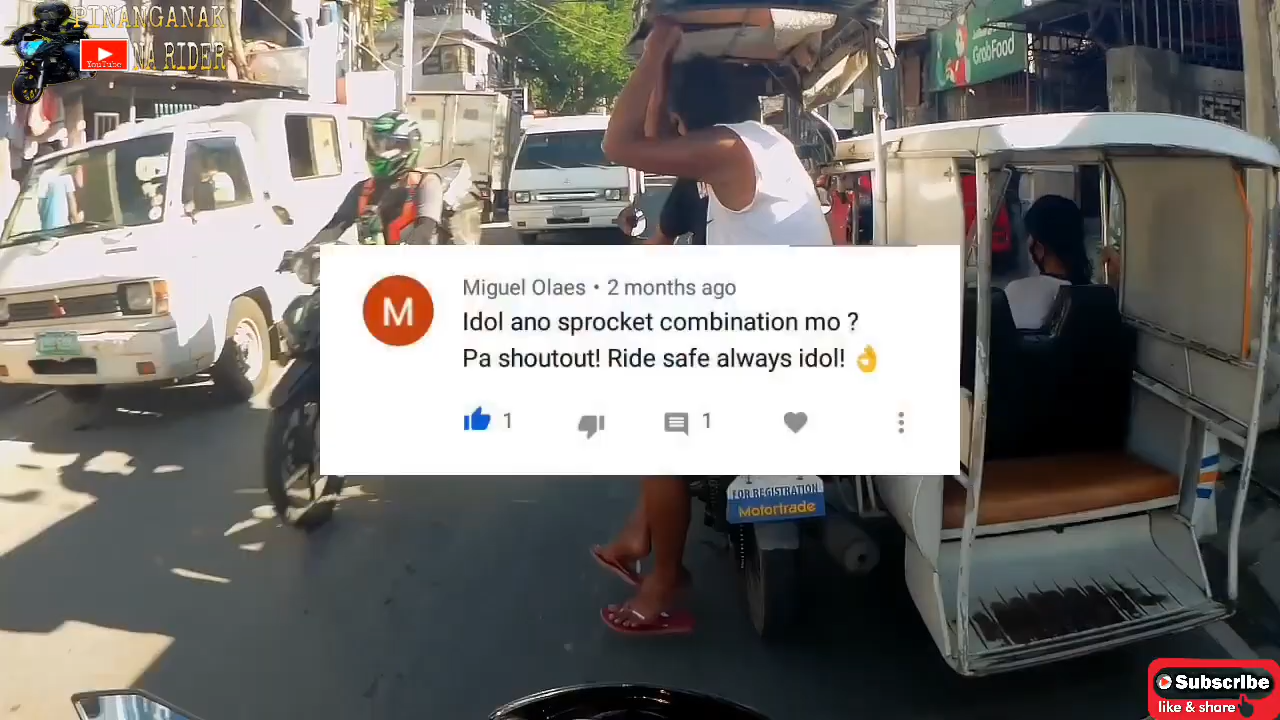 PINANGANAK
NA RIDER
YouTube
GrabFood
Miguel Olaes • 2 months ago
Idol ano sprocket combination mo ?
Pa shoutout! Ride safe always idol! 👌
1
1
FOR REGISTRATION
Motortrade
Subscribe
like & share